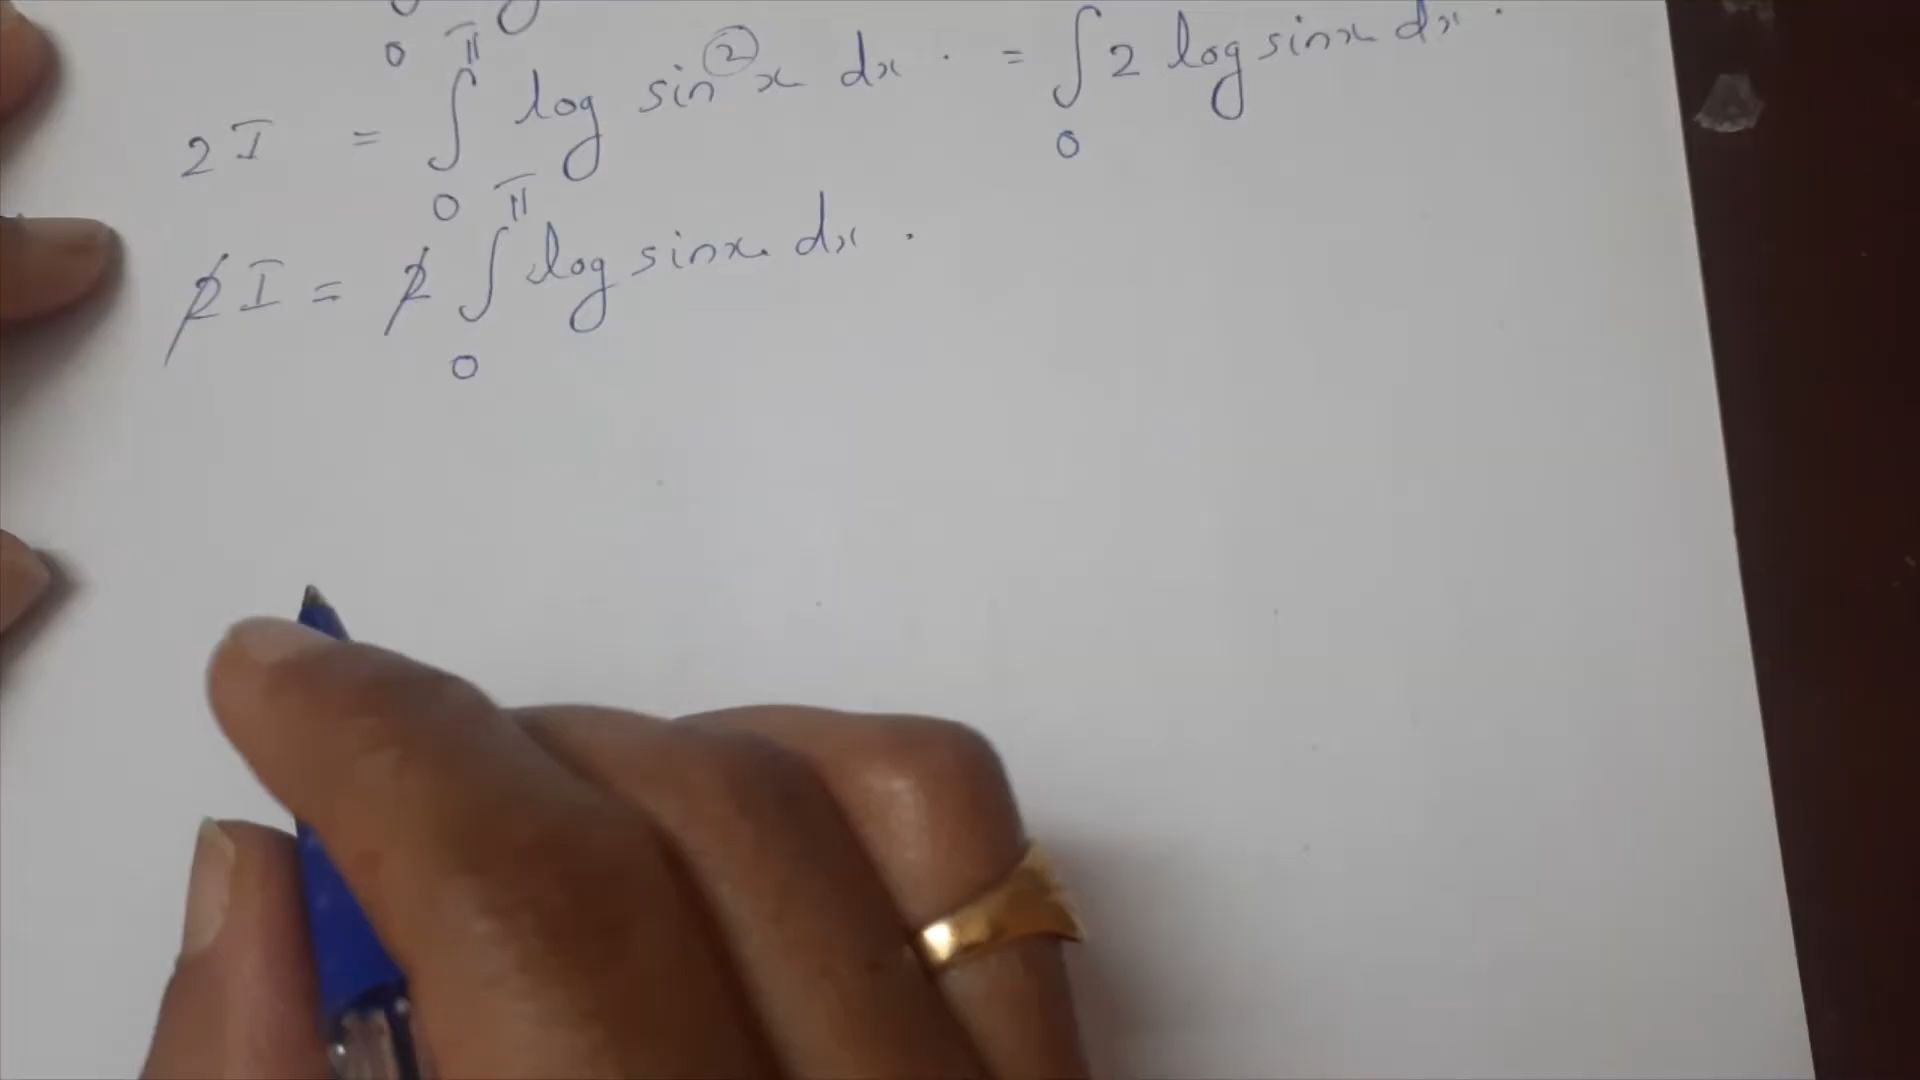 2I = ∫₀^π log sin²x dx . = ∫₀ 2 log sinx dx .
2I = 2 ∫₀^π log sinx dx .